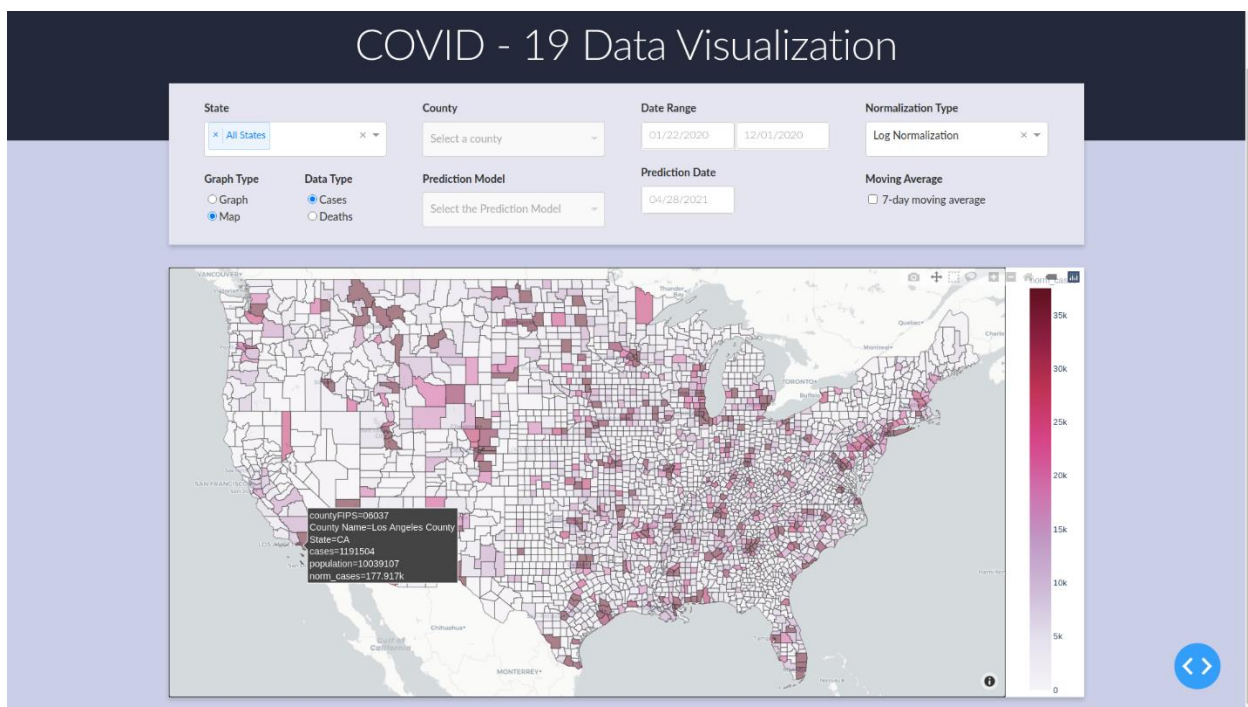 COVID - 19 Data Visualization
State
County
Date Range
Normalization Type
× All States
Select a county
01/22/2020
12/01/2020
Log Normalization
Graph Type
Data Type
Prediction Model
Prediction Date
Moving Average
Graph
Cases
Select the Prediction Model
04/28/2021
7-day moving average
Map
Deaths
VANCOUVER
Thunder Bay
Quebec
Montreal
TORONTO
SAN FRANCISCO
countyFIPS=06037
County Name=Los Angeles County
State=CA
cases=1191504
population=10039107
norm_cases=177.917k
Chihuahua
Gulf of
California
MONTERREY
35k
30k
25k
20k
15k
10k
5k
0